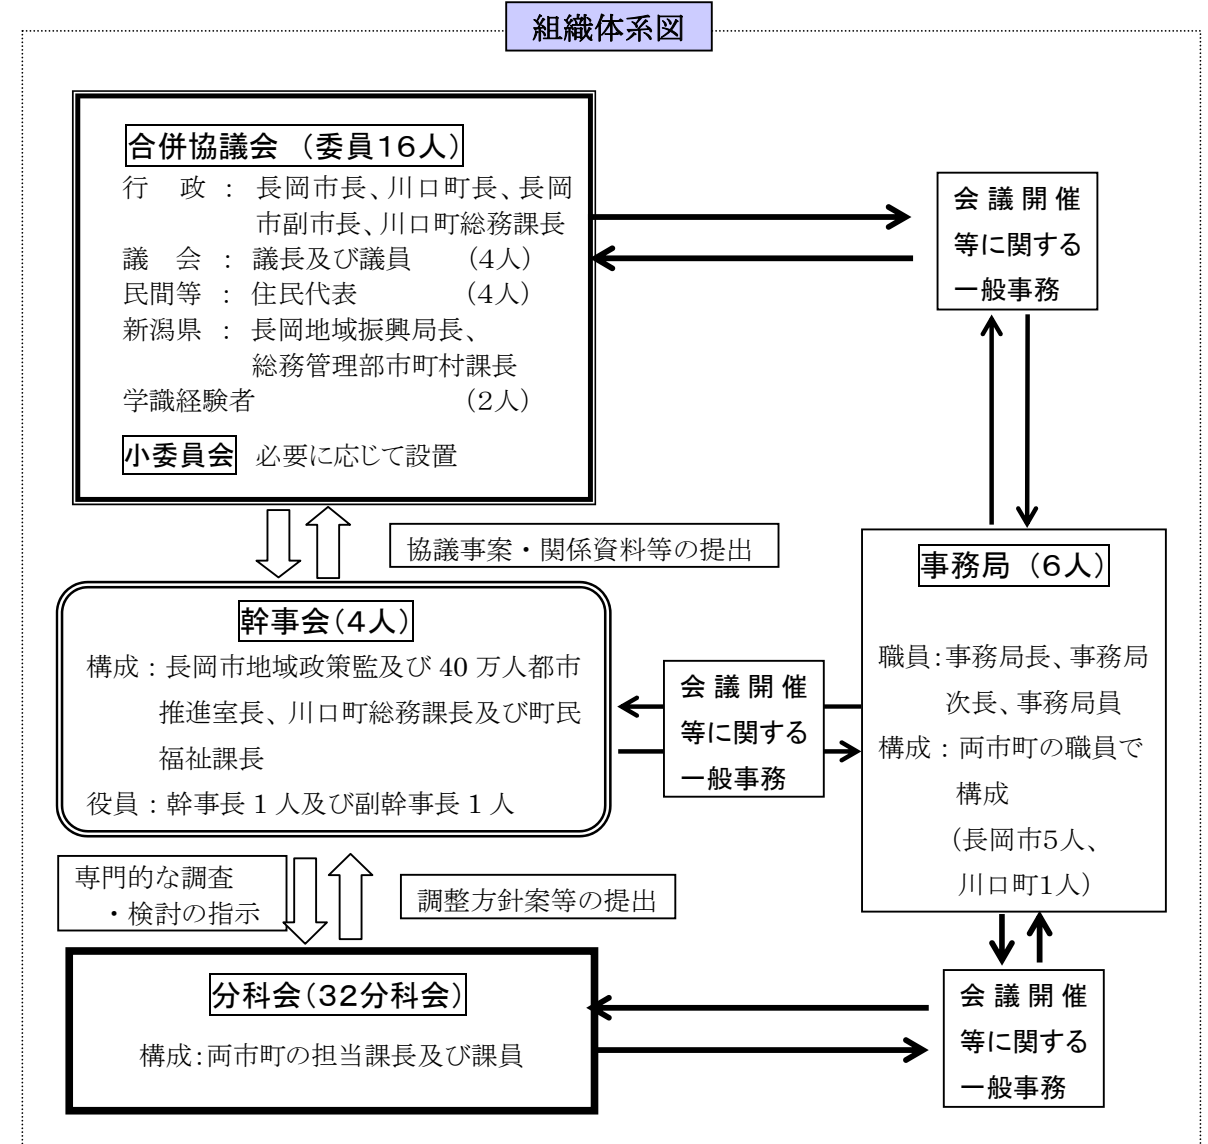 組織体系図
合併協議会 （委員16人）
行　政 ： 長岡市長、川口町長、長岡
市副市長、川口町総務課長
議　会 ： 議長及び議員 （4人）
民間等 ： 住民代表 （4人）
新潟県 ： 長岡地域振興局長、
総務管理部市町村課長
学識経験者 （2人）
小委員会 必要に応じて設置
会議開催
等に関する
一般事務
協議事案・関係資料等の提出
幹事会（4人）
構成：長岡市地域政策監及び 40 万人都市
推進室長、川口町総務課長及び町民
福祉課長
役員：幹事長 1 人及び副幹事長 1 人
会議開催
等に関する
一般事務
事務局（6人）
職員：事務局長、事務局
次長、事務局員
構成：両市町の職員で
構成
（長岡市5人、
川口町1人）
専門的な調査
・検討の指示
調整方針案等の提出
分科会（32分科会）
構成：両市町の担当課長及び課員
会議開催
等に関する
一般事務